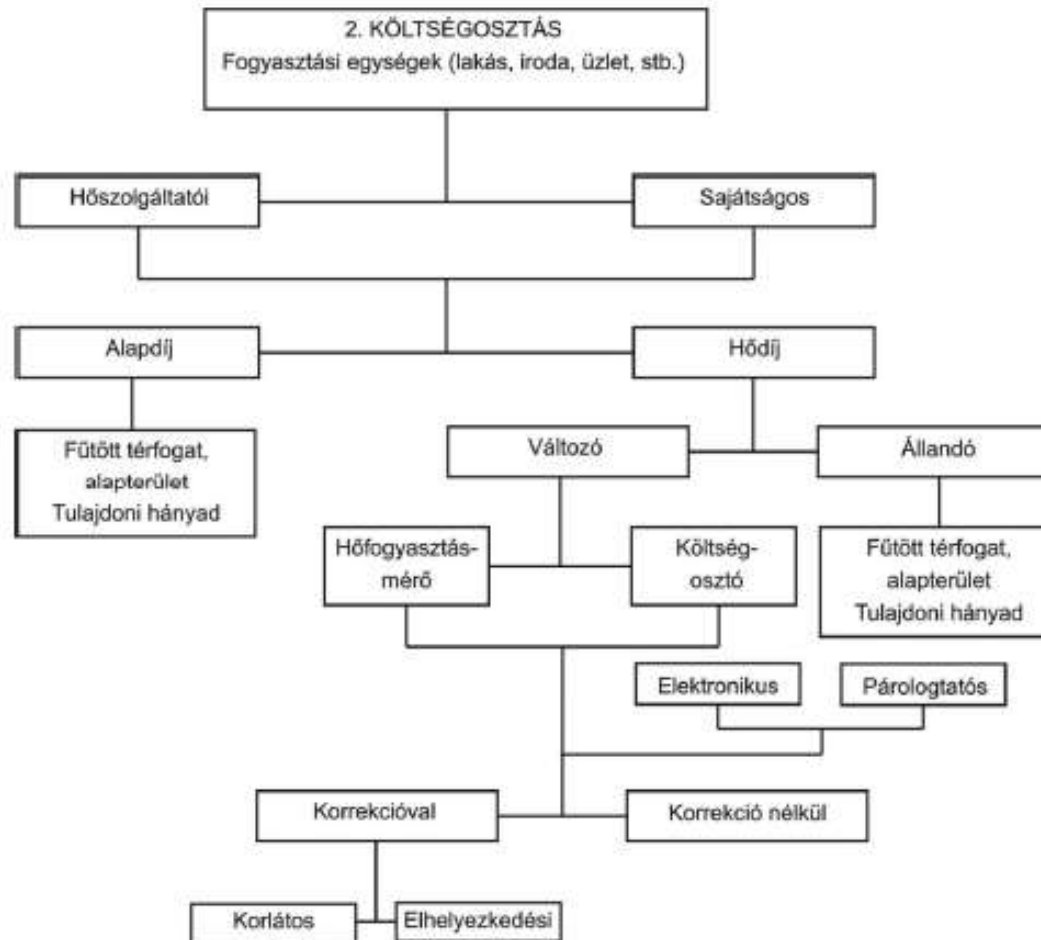 2. KÖLTSÉGOSZTÁS
Fogyasztási egységek (lakás, iroda, üzlet, stb.)
Hőszolgáltatói
Sajátságos
Alapdíj
Hődíj
Fűtött térfogat,
alapterület
Tulajdoni hányad
Változó
Állandó
Hőfogyasztás-
mérő
Költség-
osztó
Fűtött térfogat,
alapterület
Tulajdoni hányad
Elektronikus
Párologtatós
Korrekcióval
Korrekció nélkül
Korlátos
Elhelyezkedési